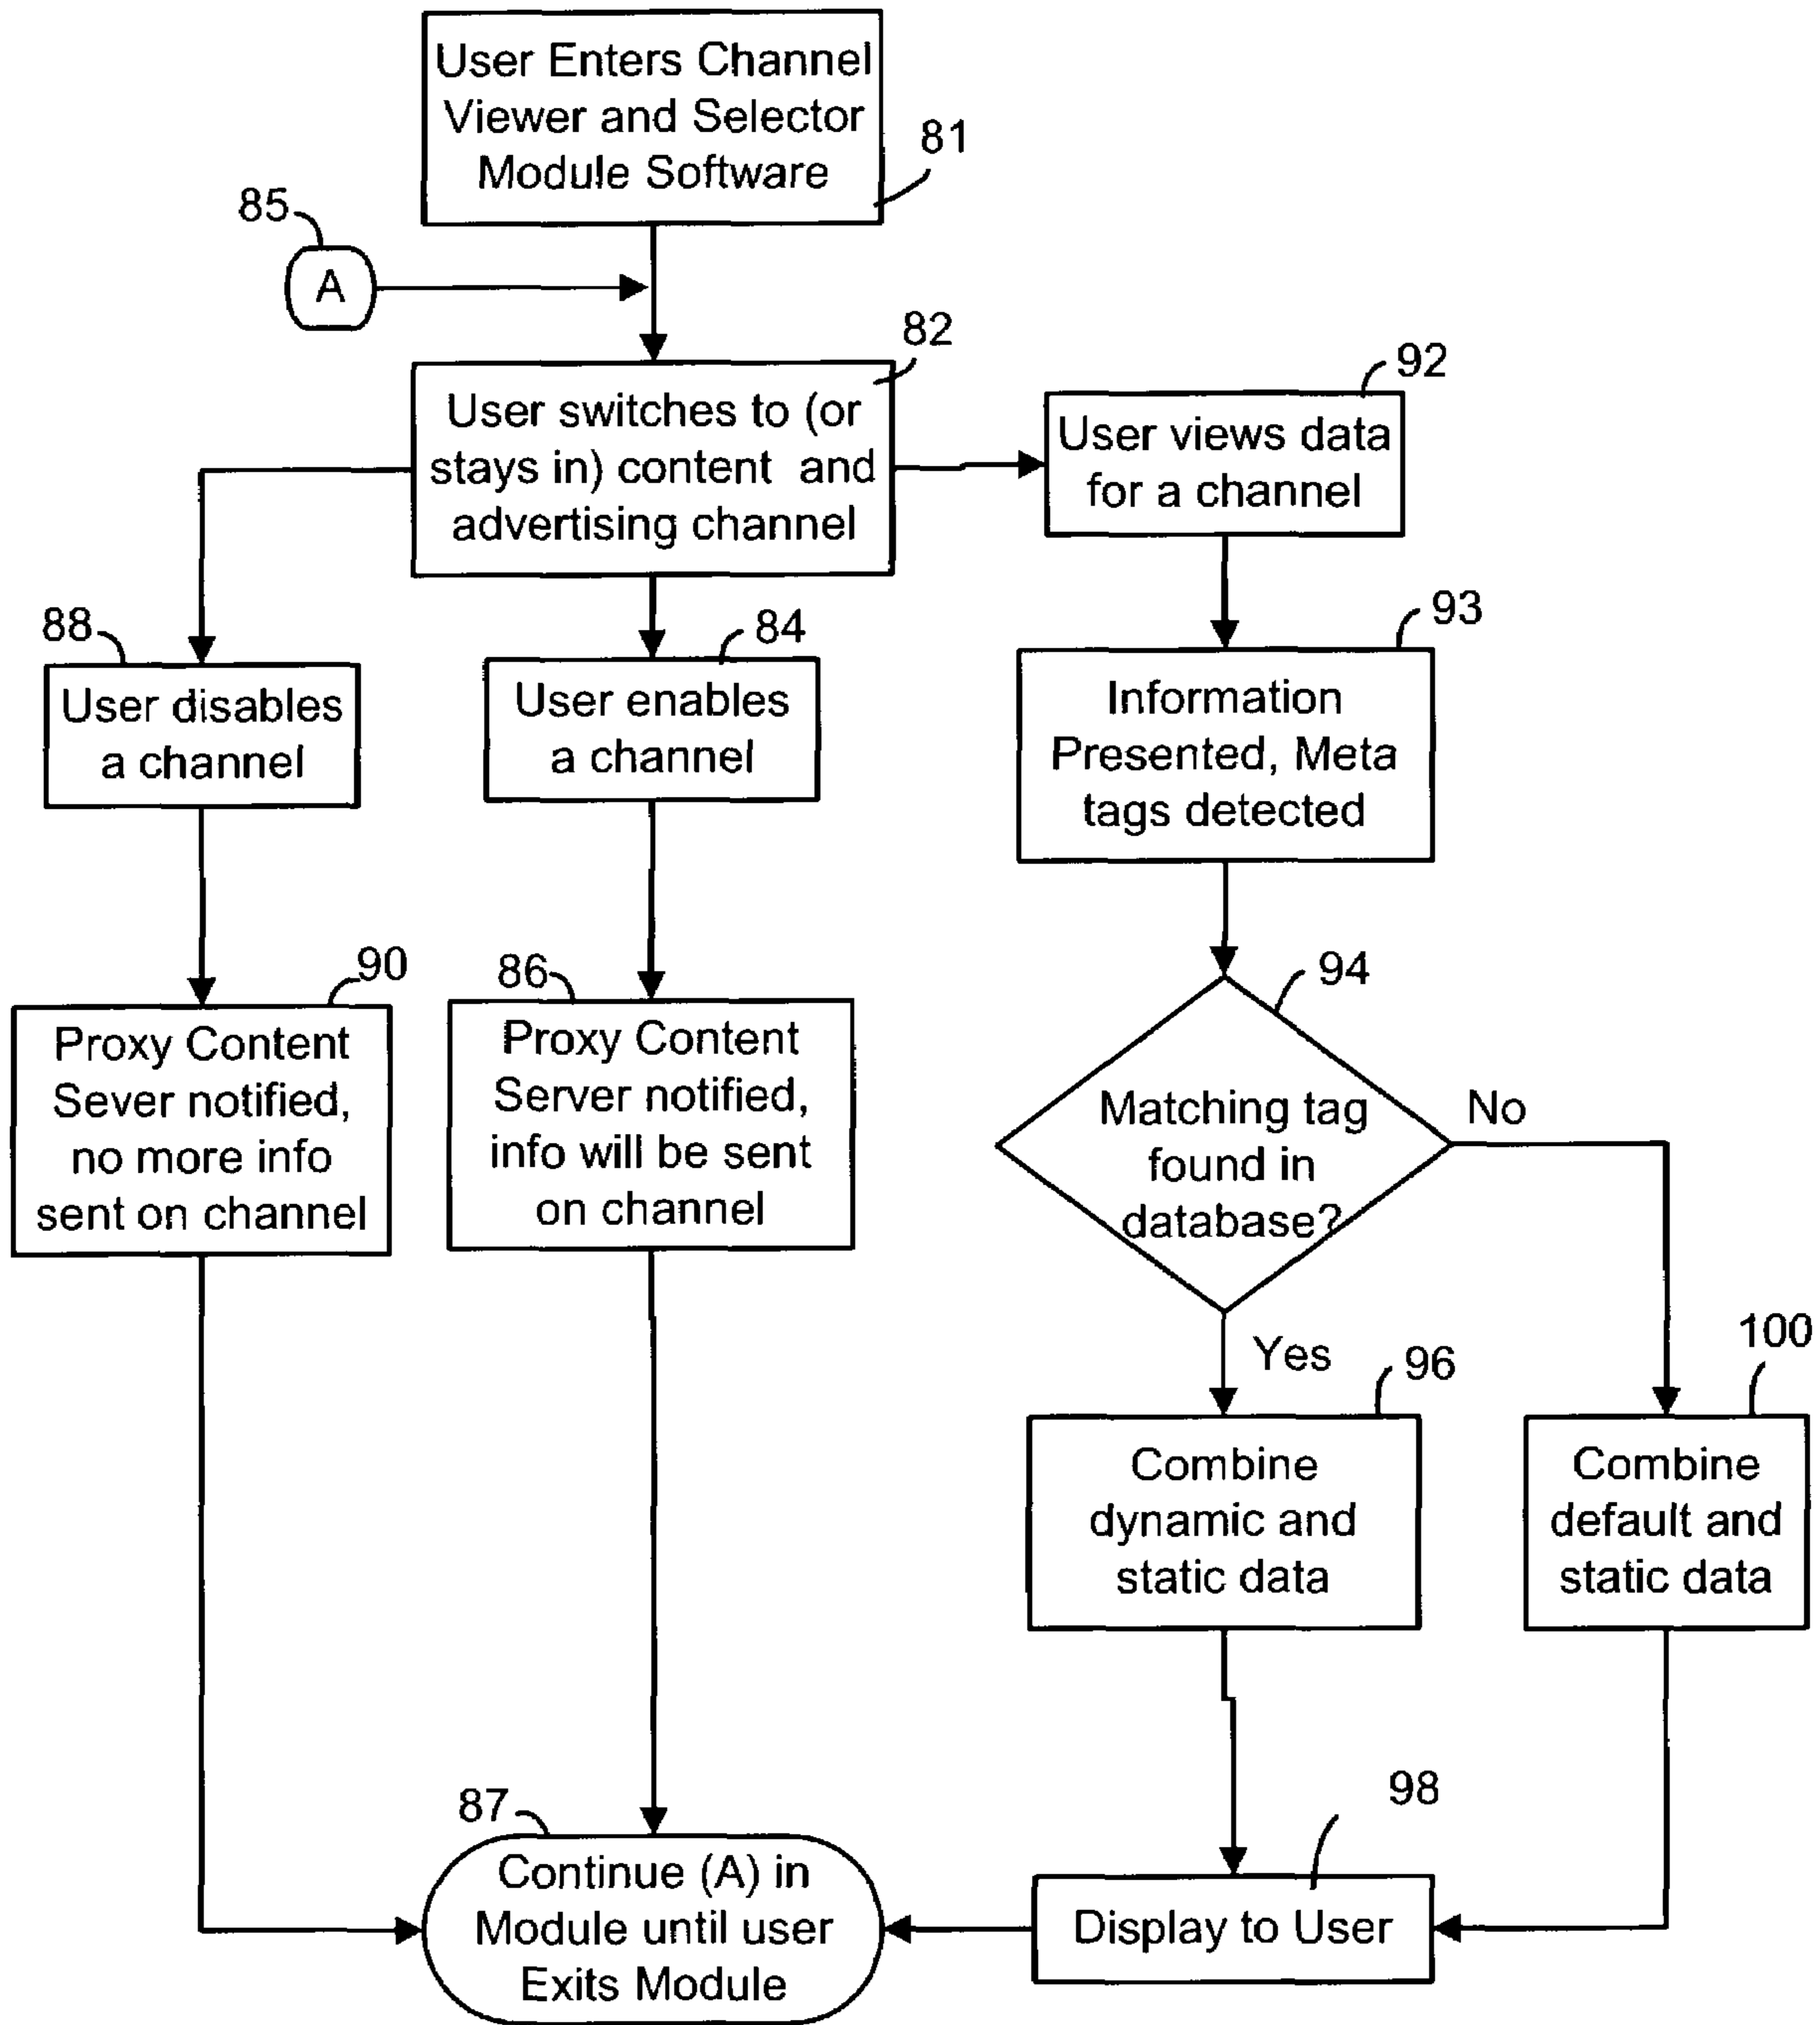 User Enters Channel
Viewer and Selector
Module Software
81
85
A
82
User switches to (or
stays in) content and
advertising channel
92
User views data
for a channel
88
User disables
a channel
84
User enables
a channel
93
Information
Presented, Meta
tags detected
90
Proxy Content
Sever notified,
no more info
sent on channel
86
Proxy Content
Server notified,
info will be sent
on channel
94
Matching tag
found in
database?
No
Yes
96
Combine
dynamic and
static data
100
Combine
default and
static data
87
Continue (A) in
Module until user
Exits Module
98
Display to User